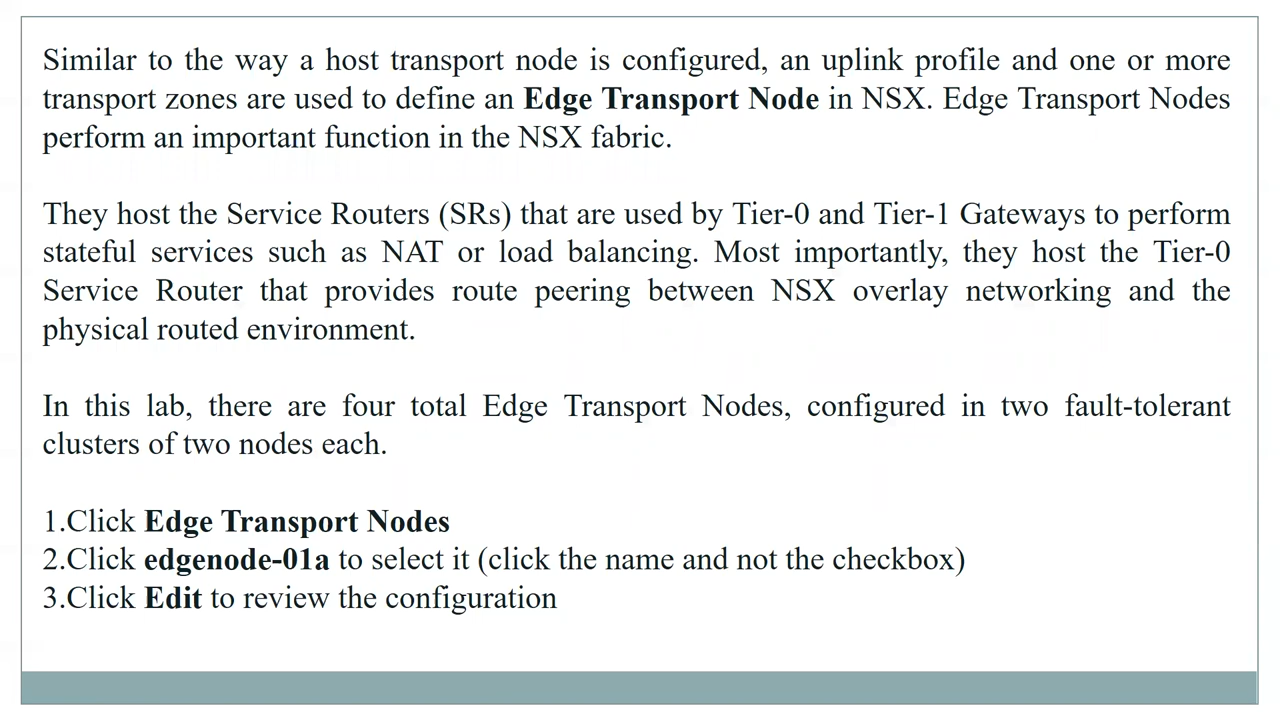 Similar to the way a host transport node is configured, an uplink profile and one or more
transport zones are used to define an Edge Transport Node in NSX. Edge Transport Nodes
perform an important function in the NSX fabric.
They host the Service Routers (SRs) that are used by Tier-0 and Tier-1 Gateways to perform
stateful services such as NAT or load balancing. Most importantly, they host the Tier-0
Service Router that provides route peering between NSX overlay networking and the
physical routed environment.
In this lab, there are four total Edge Transport Nodes, configured in two fault-tolerant
clusters of two nodes each.
1.Click Edge Transport Nodes
2.Click edgenode-01a to select it (click the name and not the checkbox)
3.Click Edit to review the configuration